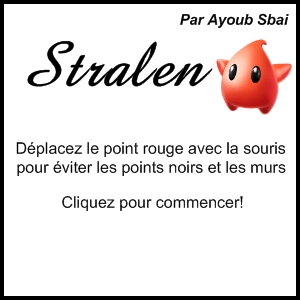 Par Ayoub Sbai
Stralen
Déplacez le point rouge avec la souris
pour éviter les points noirs et les murs
Cliquez pour commencer!